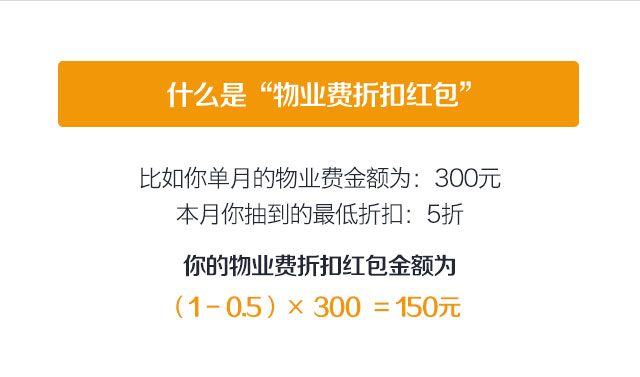 什么是“物业费折扣红包”
比如你单月的物业费金额为：300元
本月你抽到的最低折扣：5折
你的物业费折扣红包金额为
（1－0.5）× 300 ＝150元